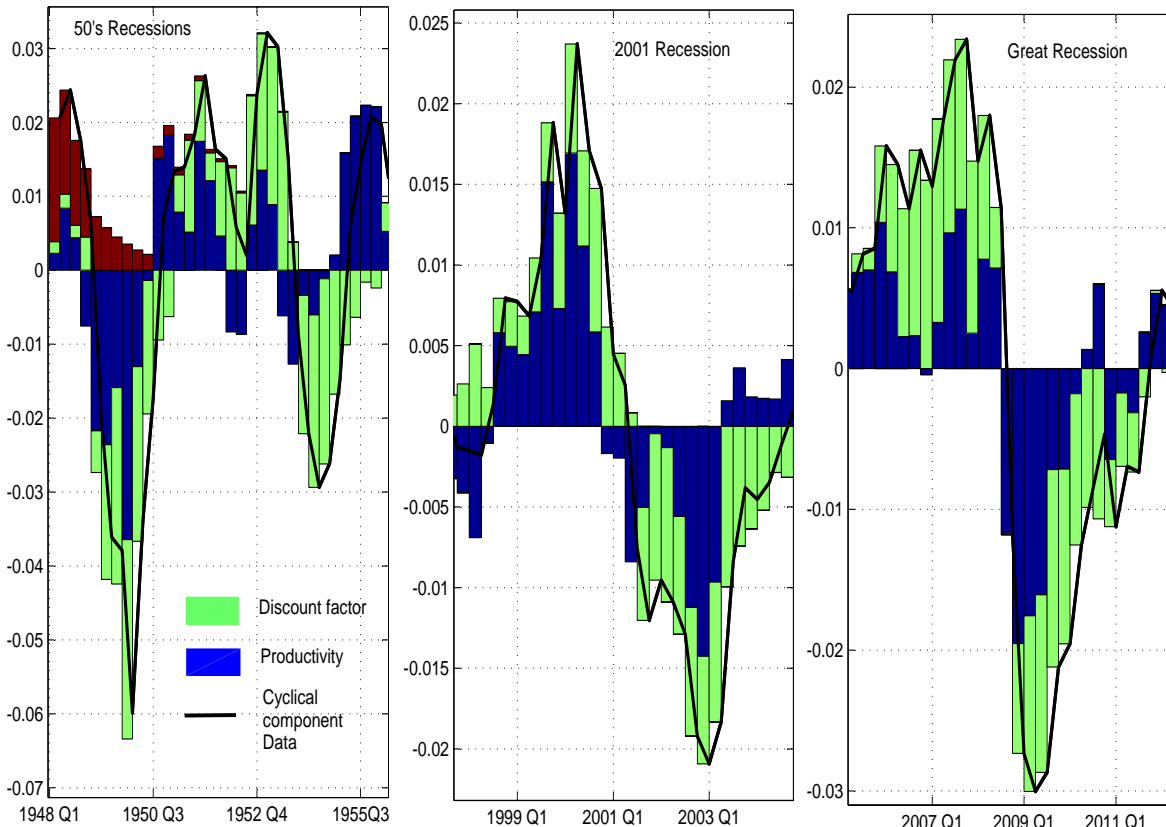 50's Recessions
0.03
0.02
0.01
0
-0.01
-0.02
-0.03
-0.04
-0.05
-0.06
-0.07
1948 Q1
1950 Q3
1952 Q4
1955Q3
Discount factor
Productivity
Cyclical
component
Data
2001 Recession
0.025
0.02
0.015
0.01
0.005
0
-0.005
-0.01
-0.015
-0.02
1999 Q1
2001 Q1
2003 Q1
Great Recession
0.02
0.01
0
-0.01
-0.02
-0.03
2007 Q1
2009 Q1
2011 Q1